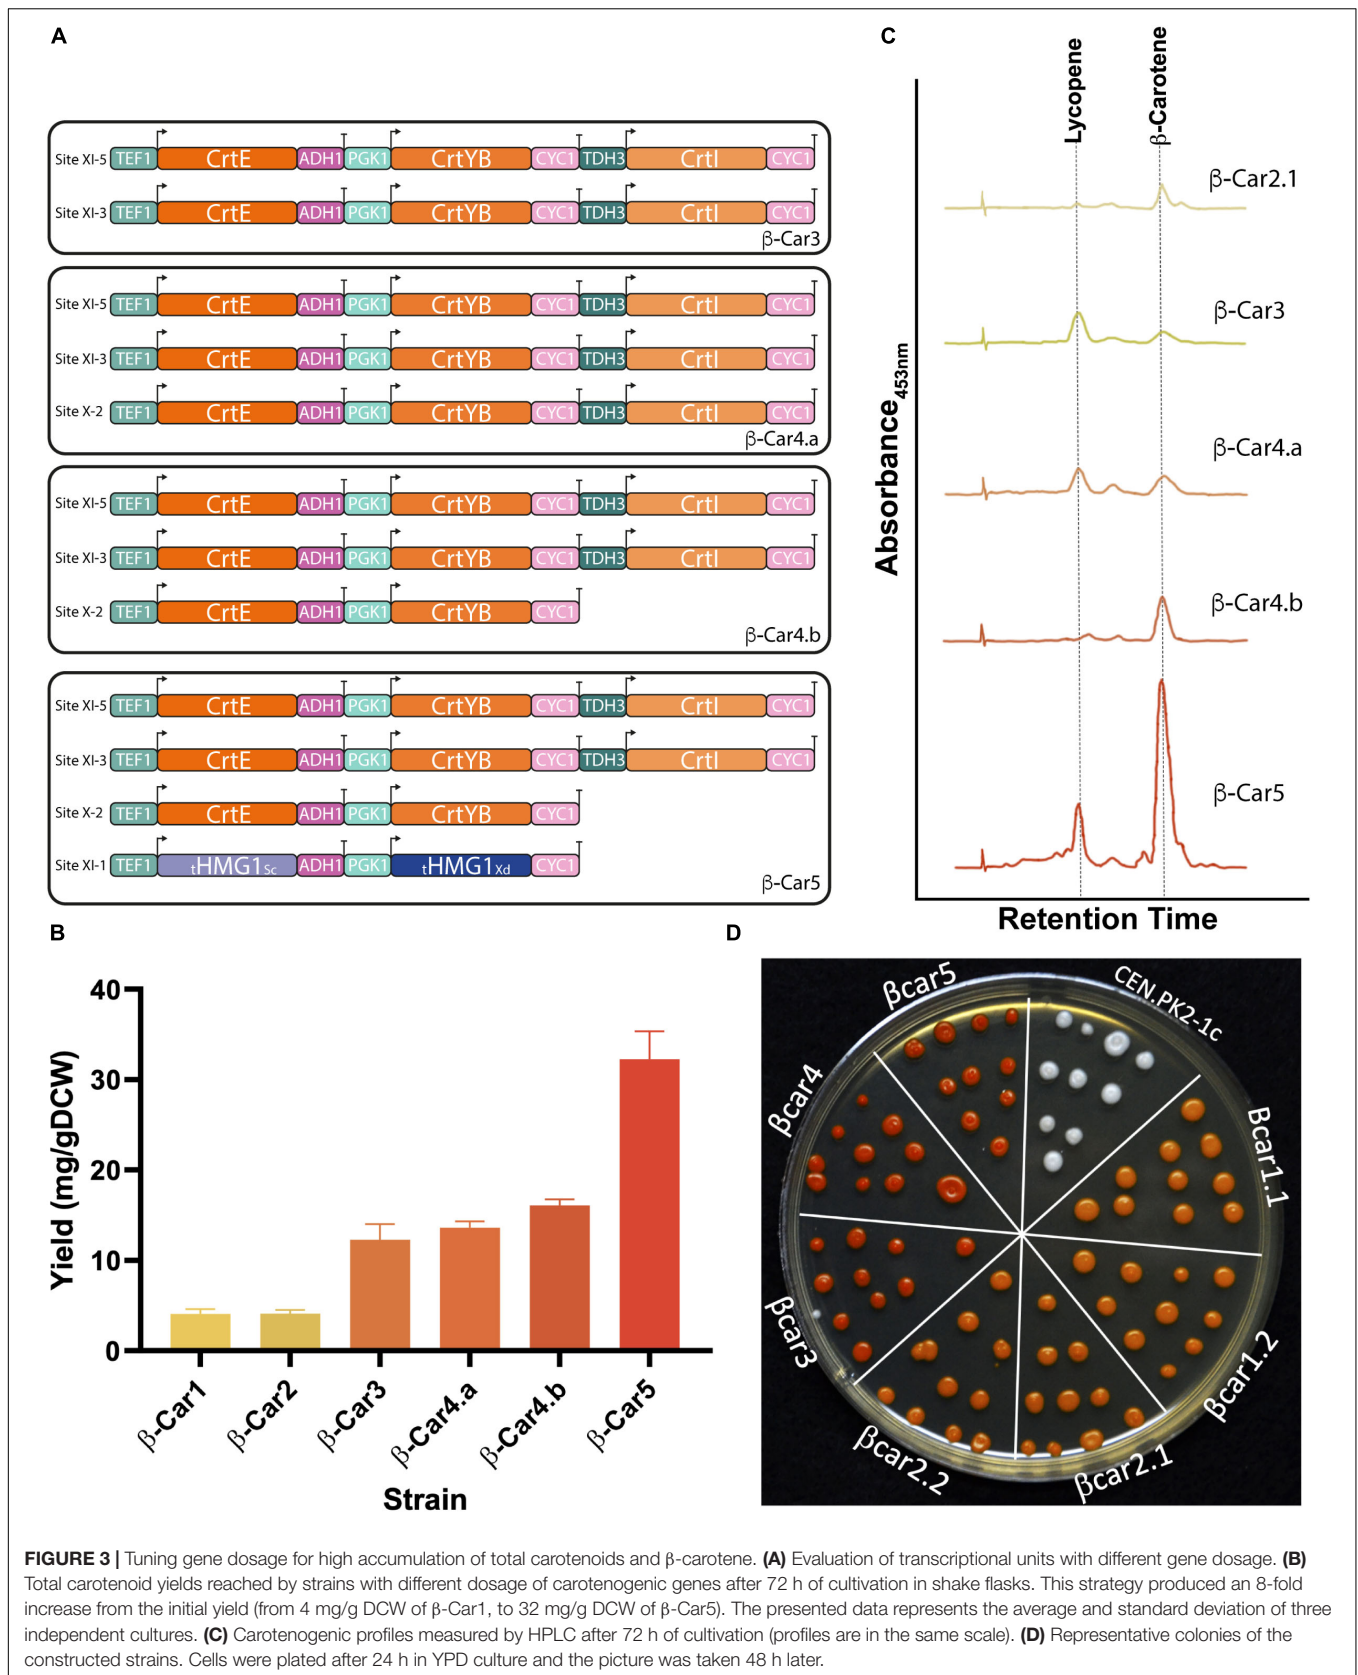 A
Site XI-5 TEF1 CrtE ADH1 PGK1 CrtYB CYC1 TDH3 CrtI CYC1
Site XI-3 TEF1 CrtE ADH1 PGK1 CrtYB CYC1 TDH3 CrtI CYC1
β-Car3
Site XI-5 TEF1 CrtE ADH1 PGK1 CrtYB CYC1 TDH3 CrtI CYC1
Site XI-3 TEF1 CrtE ADH1 PGK1 CrtYB CYC1 TDH3 CrtI CYC1
Site X-2 TEF1 CrtE ADH1 PGK1 CrtYB CYC1 TDH3 CrtI CYC1
β-Car4.a
Site XI-5 TEF1 CrtE ADH1 PGK1 CrtYB CYC1 TDH3 CrtI CYC1
Site XI-3 TEF1 CrtE ADH1 PGK1 CrtYB CYC1 TDH3 CrtI CYC1
Site X-2 TEF1 CrtE ADH1 PGK1 CrtYB CYC1
β-Car4.b
Site XI-5 TEF1 CrtE ADH1 PGK1 CrtYB CYC1 TDH3 CrtI CYC1
Site XI-3 TEF1 CrtE ADH1 PGK1 CrtYB CYC1 TDH3 CrtI CYC1
Site X-2 TEF1 CrtE ADH1 PGK1 CrtYB CYC1
Site XI-1 TEF1 tHMG1Sc ADH1 PGK1 tHMG1Xd CYC1
β-Car5
C
Lycopene
β-Carotene
β-Car2.1
β-Car3
β-Car4.a
β-Car4.b
β-Car5
Absorbance453nm
Retention Time
B
40
30
20
10
0
Yield (mg/gDCW)
β-Car1
β-Car2
β-Car3
β-Car4.a
β-Car4.b
β-Car5
Strain
D
βcar5
CEN.PK2-1c
βcar4
Bcar1.1
βcar3
βcar1.2
βcar2.2
βcar2.1
FIGURE 3 | Tuning gene dosage for high accumulation of total carotenoids and β-carotene. (A) Evaluation of transcriptional units with different gene dosage. (B)
Total carotenoid yields reached by strains with different dosage of carotenogenic genes after 72 h of cultivation in shake flasks. This strategy produced an 8-fold
increase from the initial yield (from 4 mg/g DCW of β-Car1, to 32 mg/g DCW of β-Car5). The presented data represents the average and standard deviation of three
independent cultures. (C) Carotenogenic profiles measured by HPLC after 72 h of cultivation (profiles are in the same scale). (D) Representative colonies of the
constructed strains. Cells were plated after 24 h in YPD culture and the picture was taken 48 h later.